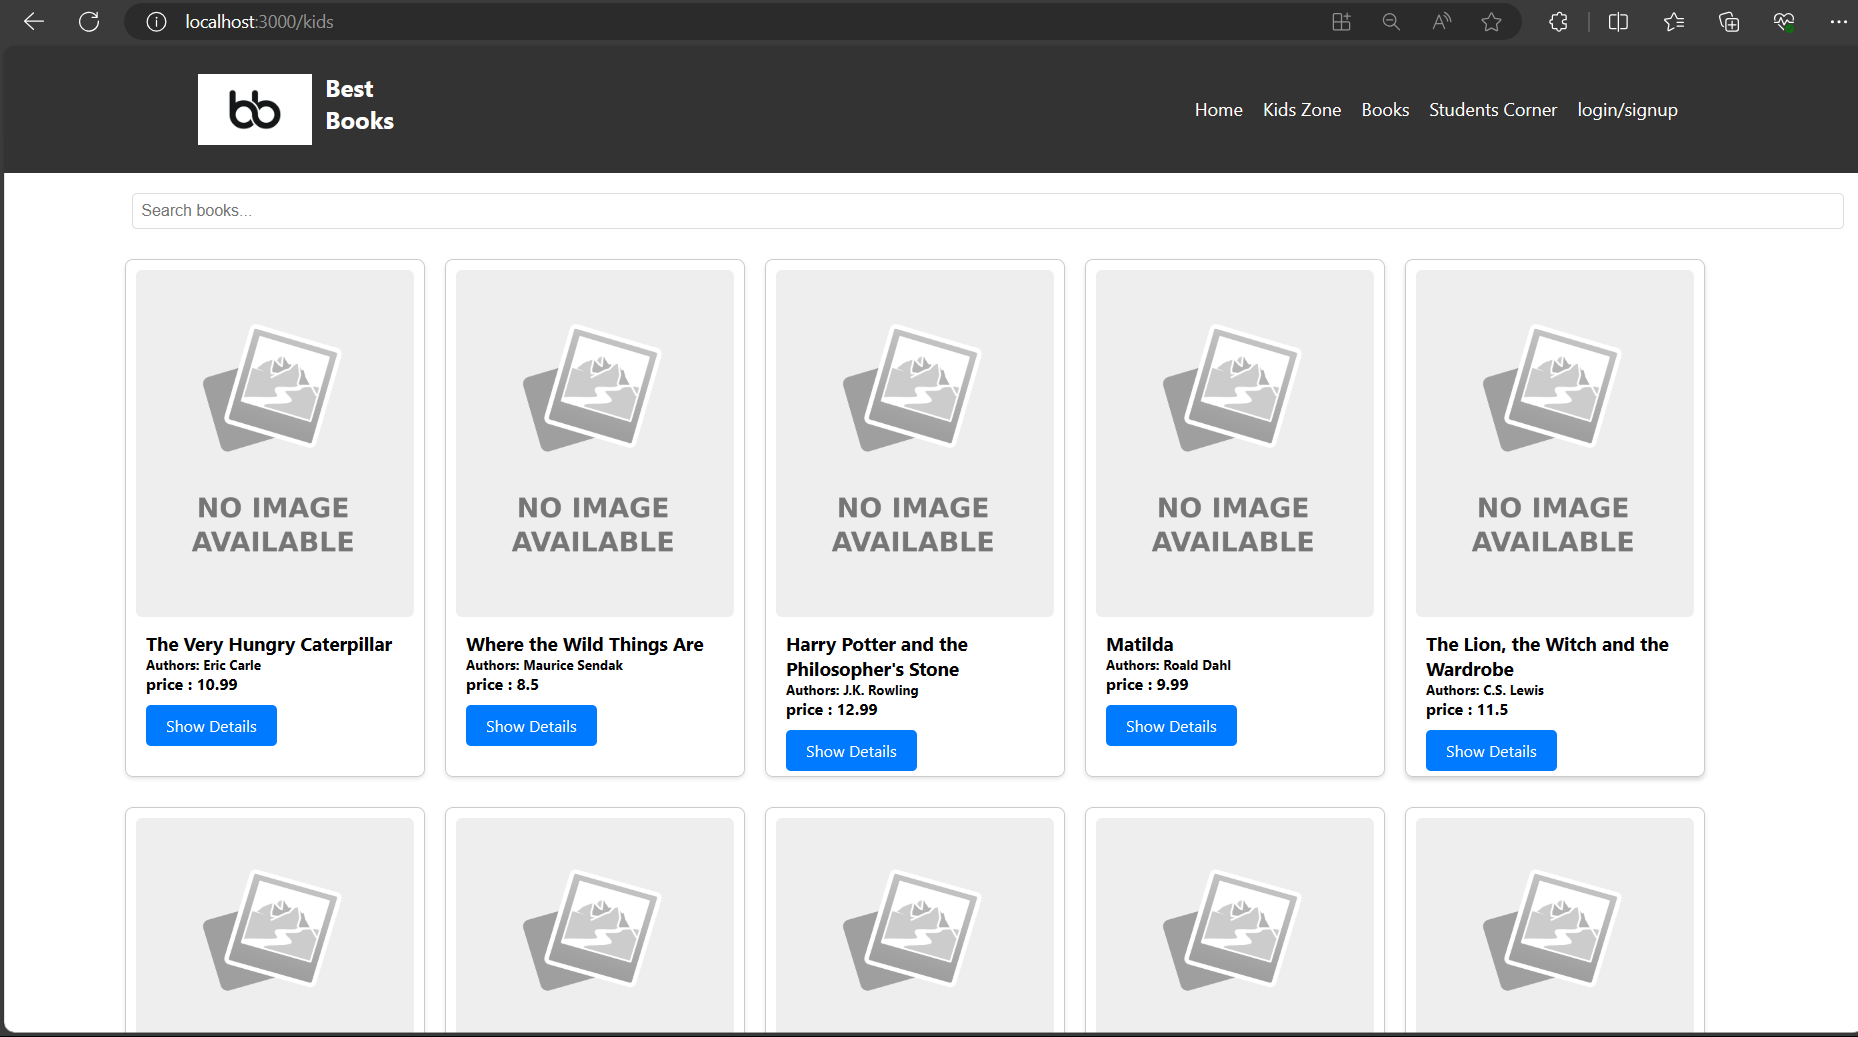 localhost:3000/kids
bb
Best
Books
Home Kids Zone Books Students Corner login/signup
Search books...
NO IMAGE
AVAILABLE
NO IMAGE
AVAILABLE
NO IMAGE
AVAILABLE
NO IMAGE
AVAILABLE
NO IMAGE
AVAILABLE
The Very Hungry Caterpillar
Authors: Eric Carle
price : 10.99
Show Details
Where the Wild Things Are
Authors: Maurice Sendak
price : 8.5
Show Details
Harry Potter and the
Philosopher's Stone
Authors: J.K. Rowling
price : 12.99
Show Details
Matilda
Authors: Roald Dahl
price : 9.99
Show Details
The Lion, the Witch and the
Wardrobe
Authors: C.S. Lewis
price : 11.5
Show Details